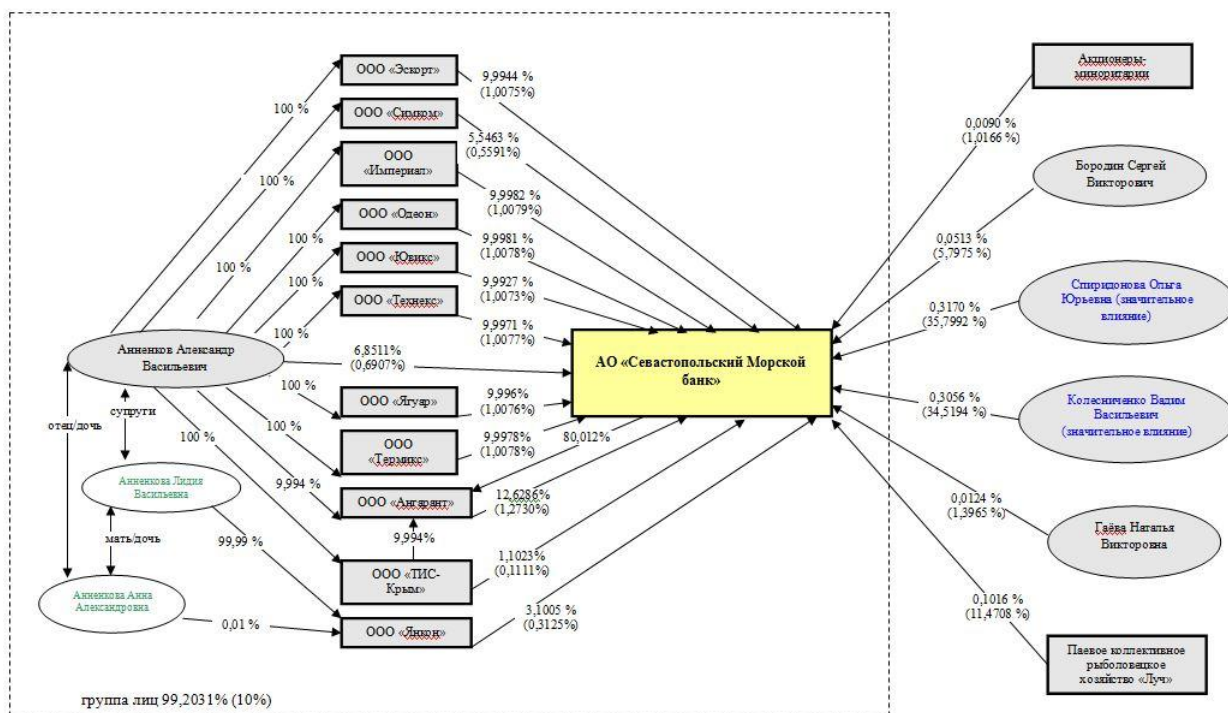 ООО «Эскорт»
9,9944 %
(1,0075%)
100 %
ООО «Симком»
5,5463 %
(0,5591%)
100 %
ООО
«Империал»
9,9982 %
(1,0079%)
100 %
ООО «Одеон»
9,9981 %
(1,0078%)
100 %
ООО «Ювикс»
9,9927 %
(1,0073%)
100 %
ООО «Технекс»
9,9971 %
(1,0077%)
100 %
Анненков Александр
Васильевич
6,8511%
(0,6907%)
АО «Севастопольский Морской
банк»
100 %
ООО «Ягуар»
9,996%
(1,0076%)
100 %
ООО
«Термикс»
9,9978 %
(1,0078%)
80,012%
супруги
отец/дочь
100 %
9,994 %
ООО «Ангарант»
12,6286%
(1,2730%)
Анненкова Лидия
Васильевна
9,994%
мать/дочь
99,99 %
ООО «ТИС-
Крым»
1,1023%
(0,1111%)
Анненкова Анна
Александровна
0,01 %
ООО «Янкон»
3,1005 %
(0,3125%)
группа лиц 99,2031% (10%)
Акционеры-
миноритарии
0,0090 %
(1,0166 %)
Бородин Сергей
Викторович
0,0513 %
(5,7975%)
Спиридонова Ольга
Юрьевна (значительное
влияние)
0,3170 %
(35,7992 %)
Колесниченко Вадим
Васильевич
(значительное влияние)
0,3056 %
(34,5194 %)
Гаёва Наталья
Викторовна
0,0124 %
(1,3965 %)
Паевое коллективное
рыболовецкое
хозяйство «Луч»
0,1016 %
(11,4708 %)